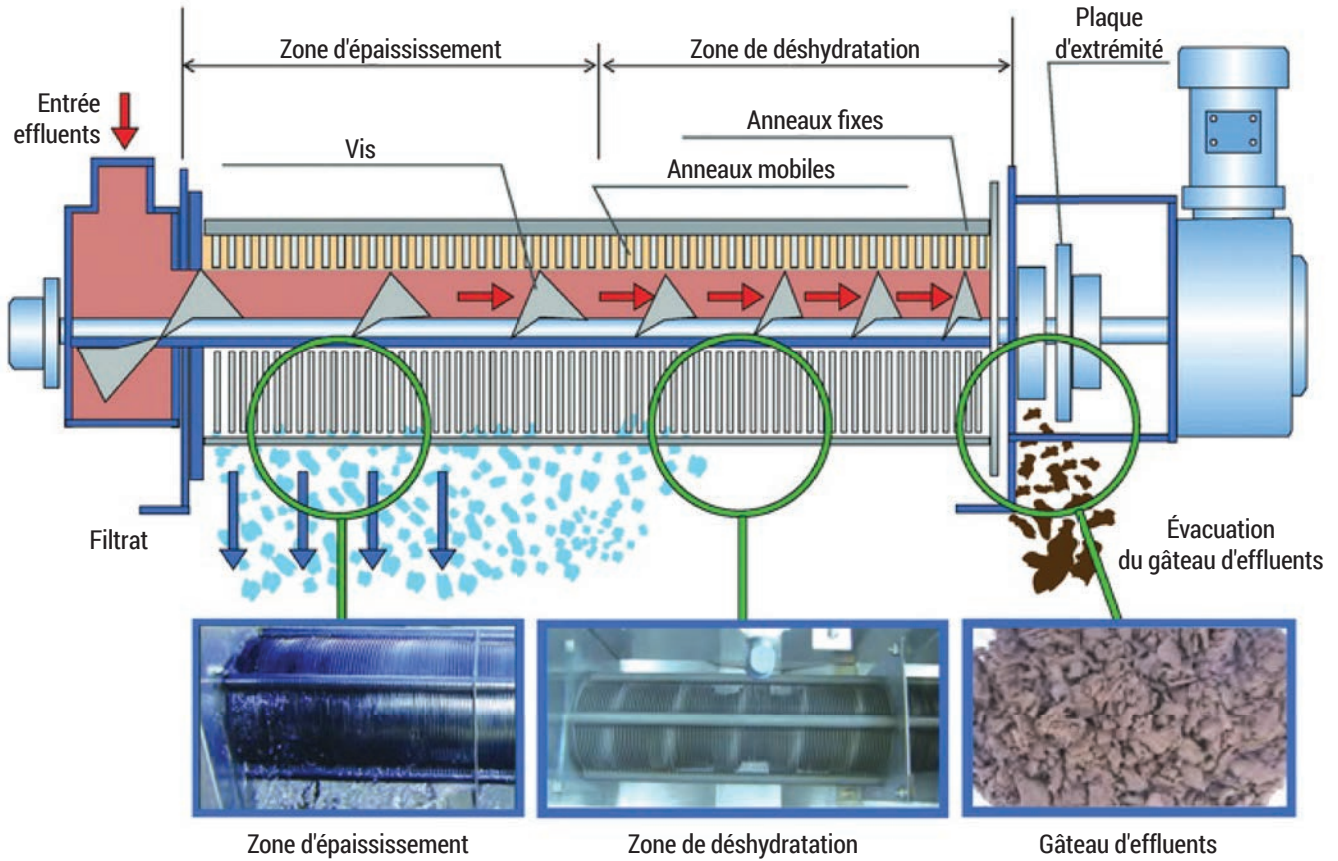 Zone d'épaississement
Zone de déshydratation
Plaque
d'extrémité
Entrée
effluents
Vis
Anneaux fixes
Anneaux mobiles
Filtrat
Évacuation
du gâteau d'effluents
Zone d'épaississement
Zone de déshydratation
Gâteau d'effluents